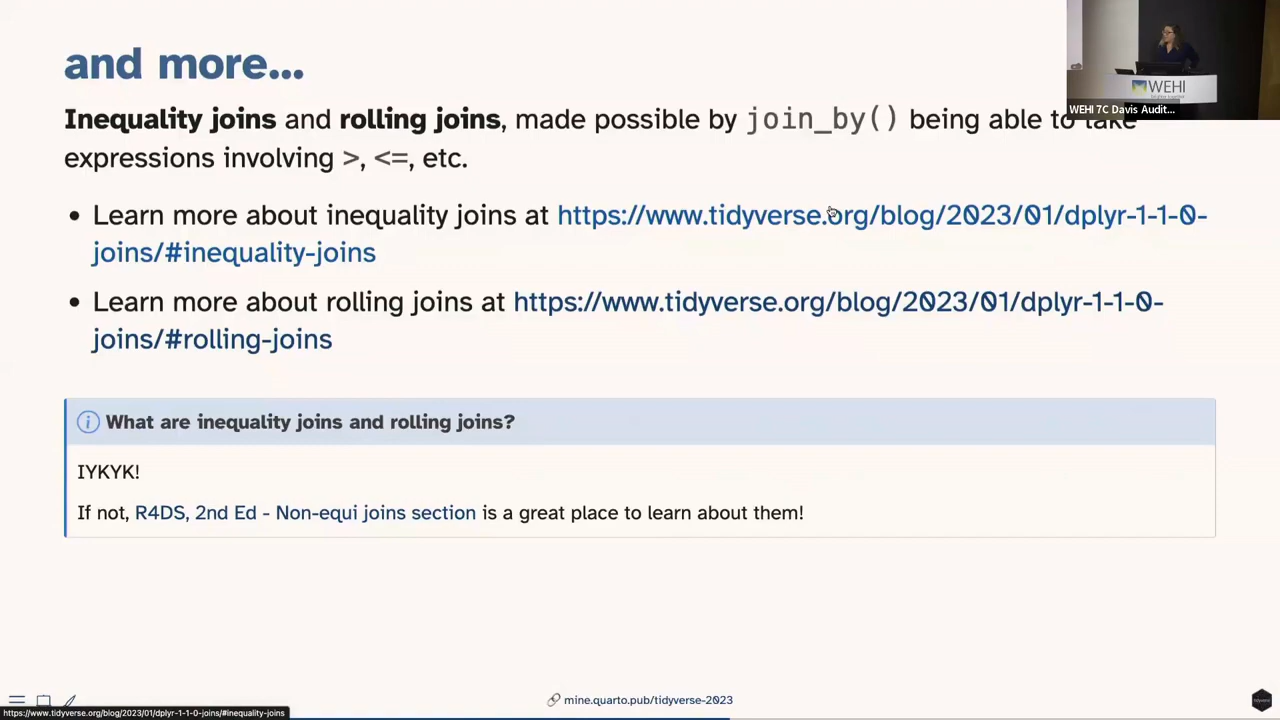 and more...
Inequality joins and rolling joins, made possible by join_by() being able to take
expressions involving >, <=, etc.
• Learn more about inequality joins at https://www.tidyverse.org/blog/2023/01/dplyr-1-1-0-
joins/#inequality-joins
• Learn more about rolling joins at https://www.tidyverse.org/blog/2023/01/dplyr-1-1-0-
joins/#rolling-joins
What are inequality joins and rolling joins?
IYKYK!
If not, R4DS, 2nd Ed - Non-equi joins section is a great place to learn about them!
WEHI
WEHI 7C Davis Audit...
mine.quarto.pub/tidyverse-2023
https://www.tidyverse.org/blog/2023/01/dplyr-1-1-0-joins/#inequality-joins